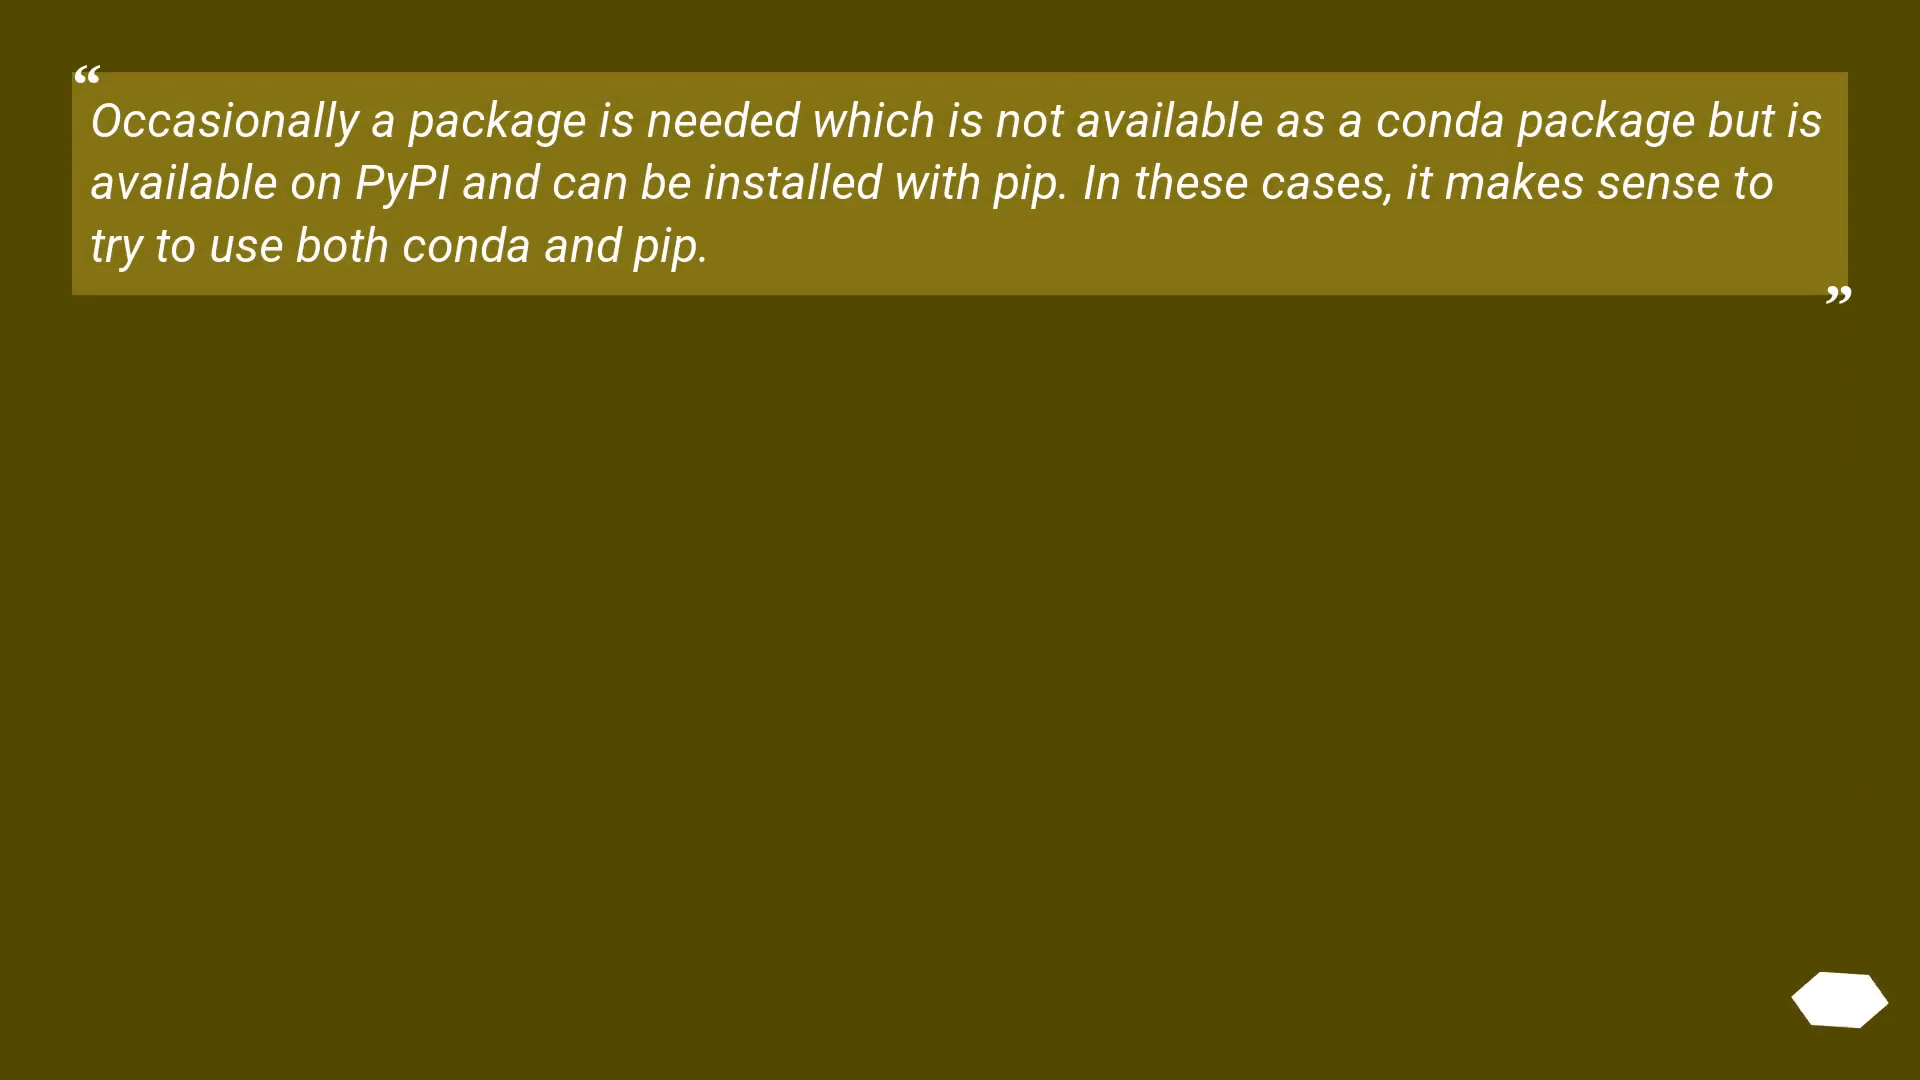 “
Occasionally a package is needed which is not available as a conda package but is
available on PyPI and can be installed with pip. In these cases, it makes sense to
try to use both conda and pip.
”